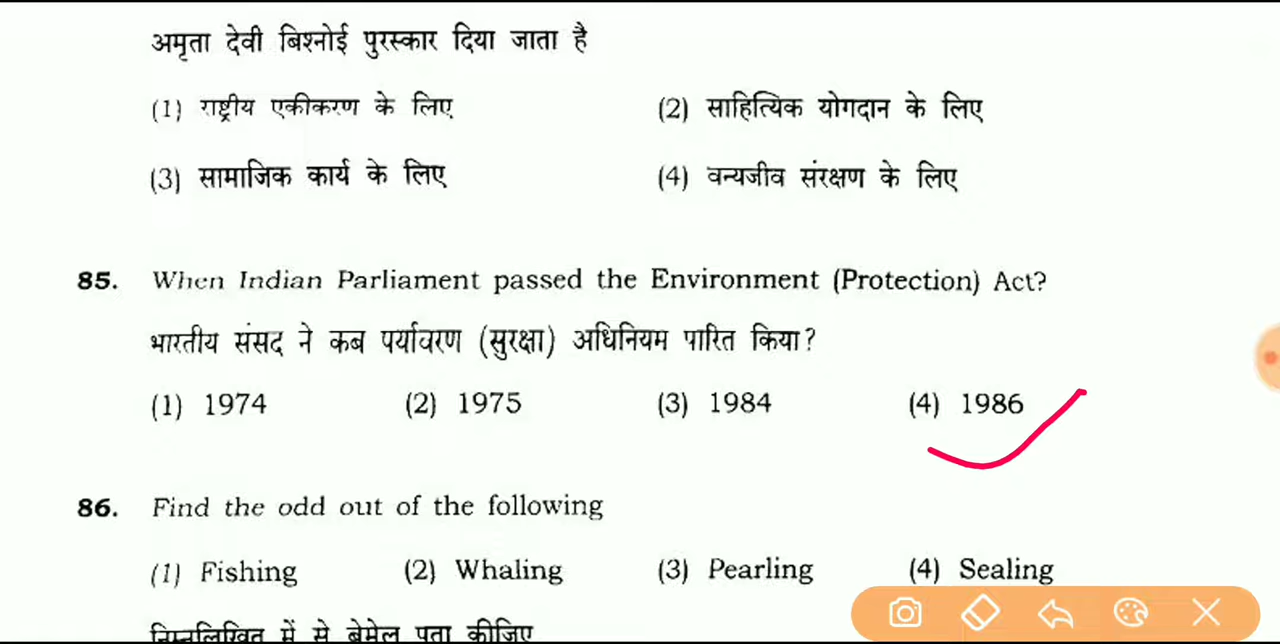 अमृता देवी बिश्नोई पुरस्कार दिया जाता है
(1) राष्ट्रीय एकीकरण के लिए (2) साहित्यिक योगदान के लिए
(3) सामाजिक कार्य के लिए (4) वन्यजीव संरक्षण के लिए
85. When Indian Parliament passed the Environment (Protection) Act?
भारतीय संसद ने कब पर्यावरण (सुरक्षा) अधिनियम पारित किया?
(1) 1974 (2) 1975 (3) 1984 (4) 1986
86. Find the odd out of the following
(1) Fishing (2) Whaling (3) Pearling (4) Sealing
निम्नलिखित में से बेमेल पता कीजिए